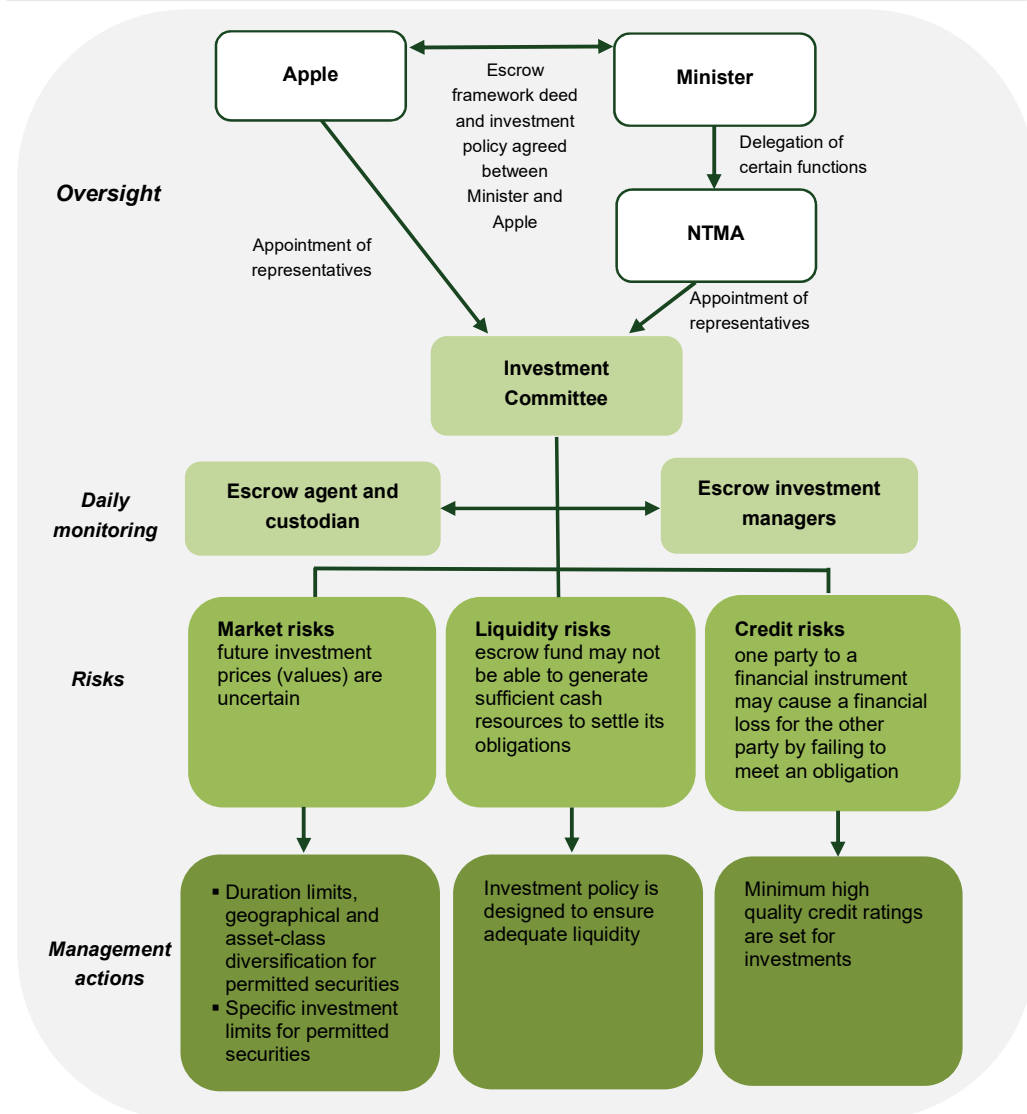 Apple
Escrow
framework deed
and investment
policy agreed
between
Minister and
Apple
Minister
Delegation of
certain functions
Oversight
NTMA
Appointment of
representatives
Appointment of
representatives
Investment
Committee
Daily
monitoring
Escrow agent and
custodian
Escrow investment
managers
Risks
Market risks
future investment
prices (values) are
uncertain
Liquidity risks
escrow fund may not
be able to generate
sufficient cash
resources to settle its
obligations
Credit risks
one party to a
financial instrument
may cause a financial
loss for the other
party by failing to
meet an obligation
Management
actions
▪ Duration limits,
geographical and
asset-class
diversification for
permitted securities
▪ Specific investment
limits for permitted
securities
Investment policy is
designed to ensure
adequate liquidity
Minimum high
quality credit ratings
are set for
investments